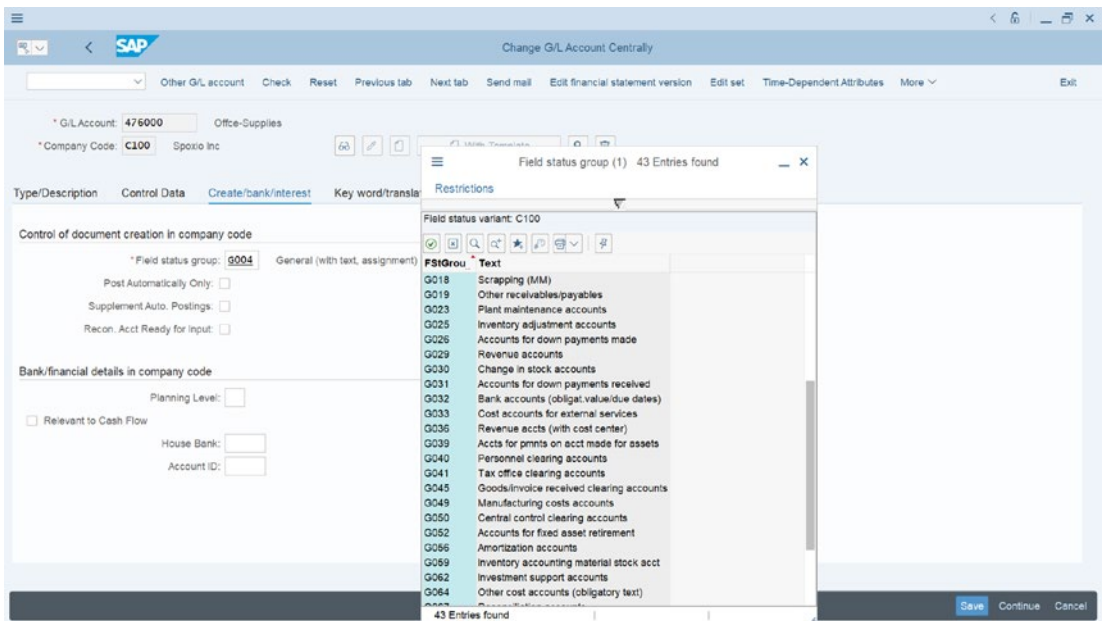 SAP
Change G/L Account Centrally
Other G/L account Check Reset Previous tab Next tab Send mail Edit financial statement version Edit set Time-Dependent Attributes More Exit
* G/L Account: 476000 Offce-Supplies
* Company Code: C100 Spoxio Inc
With Template
Type/Description Control Data Create/bank/interest Key word/transla
Control of document creation in company code
* Field status group: G004 General (with text, assignment)
Post Automatically Only:
Supplement Auto. Postings:
Recon. Acct Ready for Input:
Bank/financial details in company code
Planning Level:
Relevant to Cash Flow
House Bank:
Account ID:
Field status group (1) 43 Entries found
Restrictions
Field status variant: C100
FStGrou Text
G018 Scrapping (MM)
G019 Other receivables/payables
G023 Plant maintenance accounts
G025 Inventory adjustment accounts
G026 Accounts for down payments made
G029 Revenue accounts
G030 Change in stock accounts
G031 Accounts for down payments received
G032 Bank accounts (obligat.value/due dates)
G033 Cost accounts for external services
G036 Revenue accts (with cost center)
G039 Accts for pmnts on acct made for assets
G040 Personnel clearing accounts
G041 Tax office clearing accounts
G045 Goods/invoice received clearing accounts
G049 Manufacturing costs accounts
G050 Central control clearing accounts
G052 Accounts for fixed asset retirement
G056 Amortization accounts
G059 Inventory accounting material stock acct
G062 Investment support accounts
G064 Other cost accounts (obligatory text)
43 Entries found
Save Continue Cancel